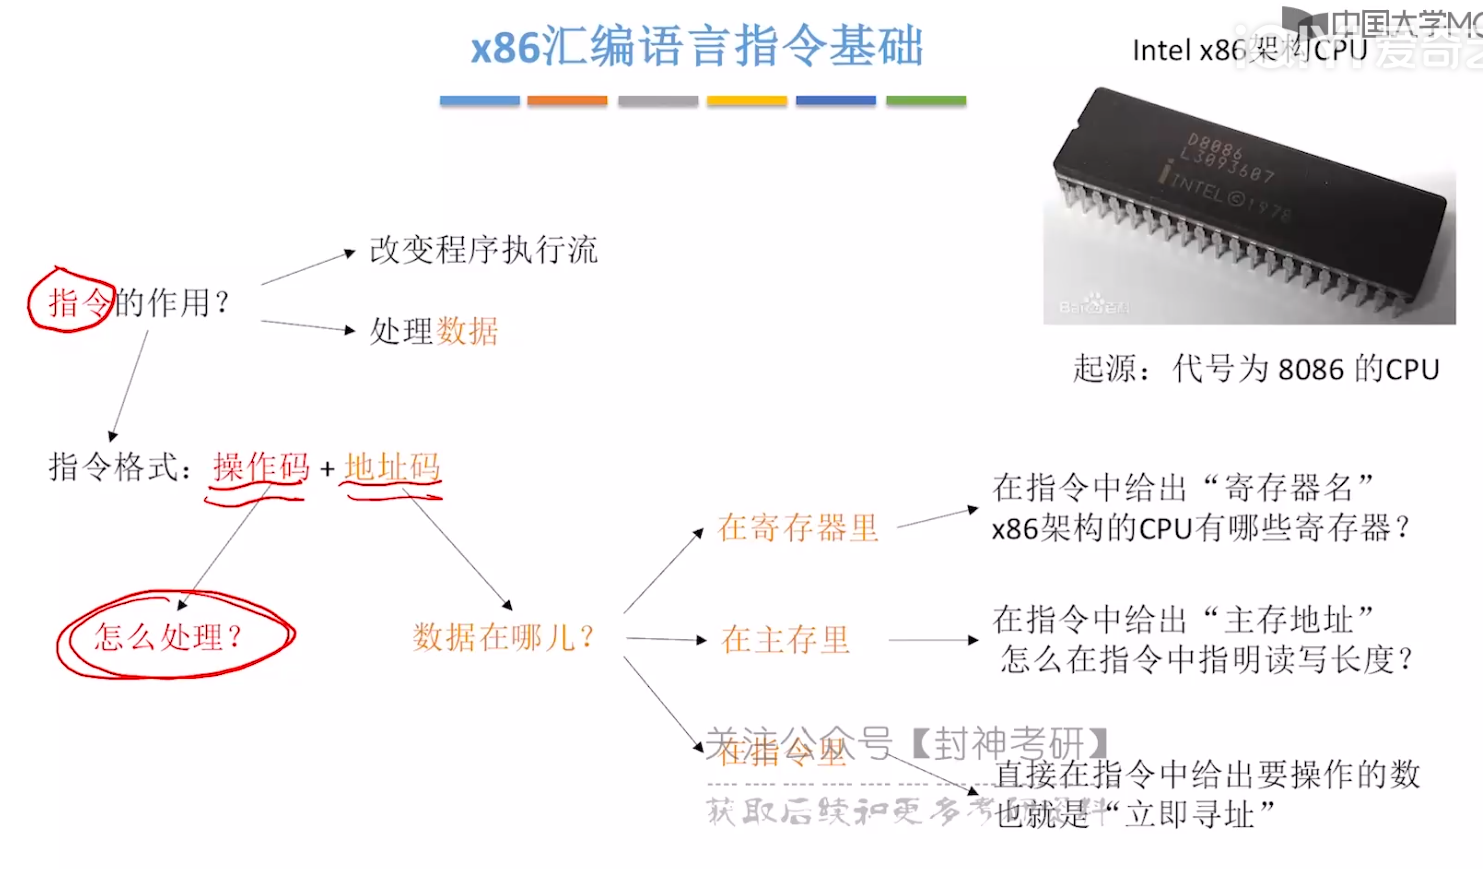 x86汇编语言指令基础
中国大学MO
Intel x86架构CPU
爱奇艺
D8086
L3093607
INTEL©1978
Bai百科
起源：代号为 8086 的CPU
改变程序执行流
指令的作用？
处理数据
指令格式：操作码 + 地址码
在寄存器里
在指令中给出“寄存器名”
x86架构的CPU有哪些寄存器？
怎么处理？
数据在哪儿？
在主存里
在指令中给出“主存地址”
怎么在指令中指明读写长度？
关注公众号【封神考研】
在指令里
直接在指令中给出要操作的数
也就是“立即寻址”
获取后续和更多考研资料